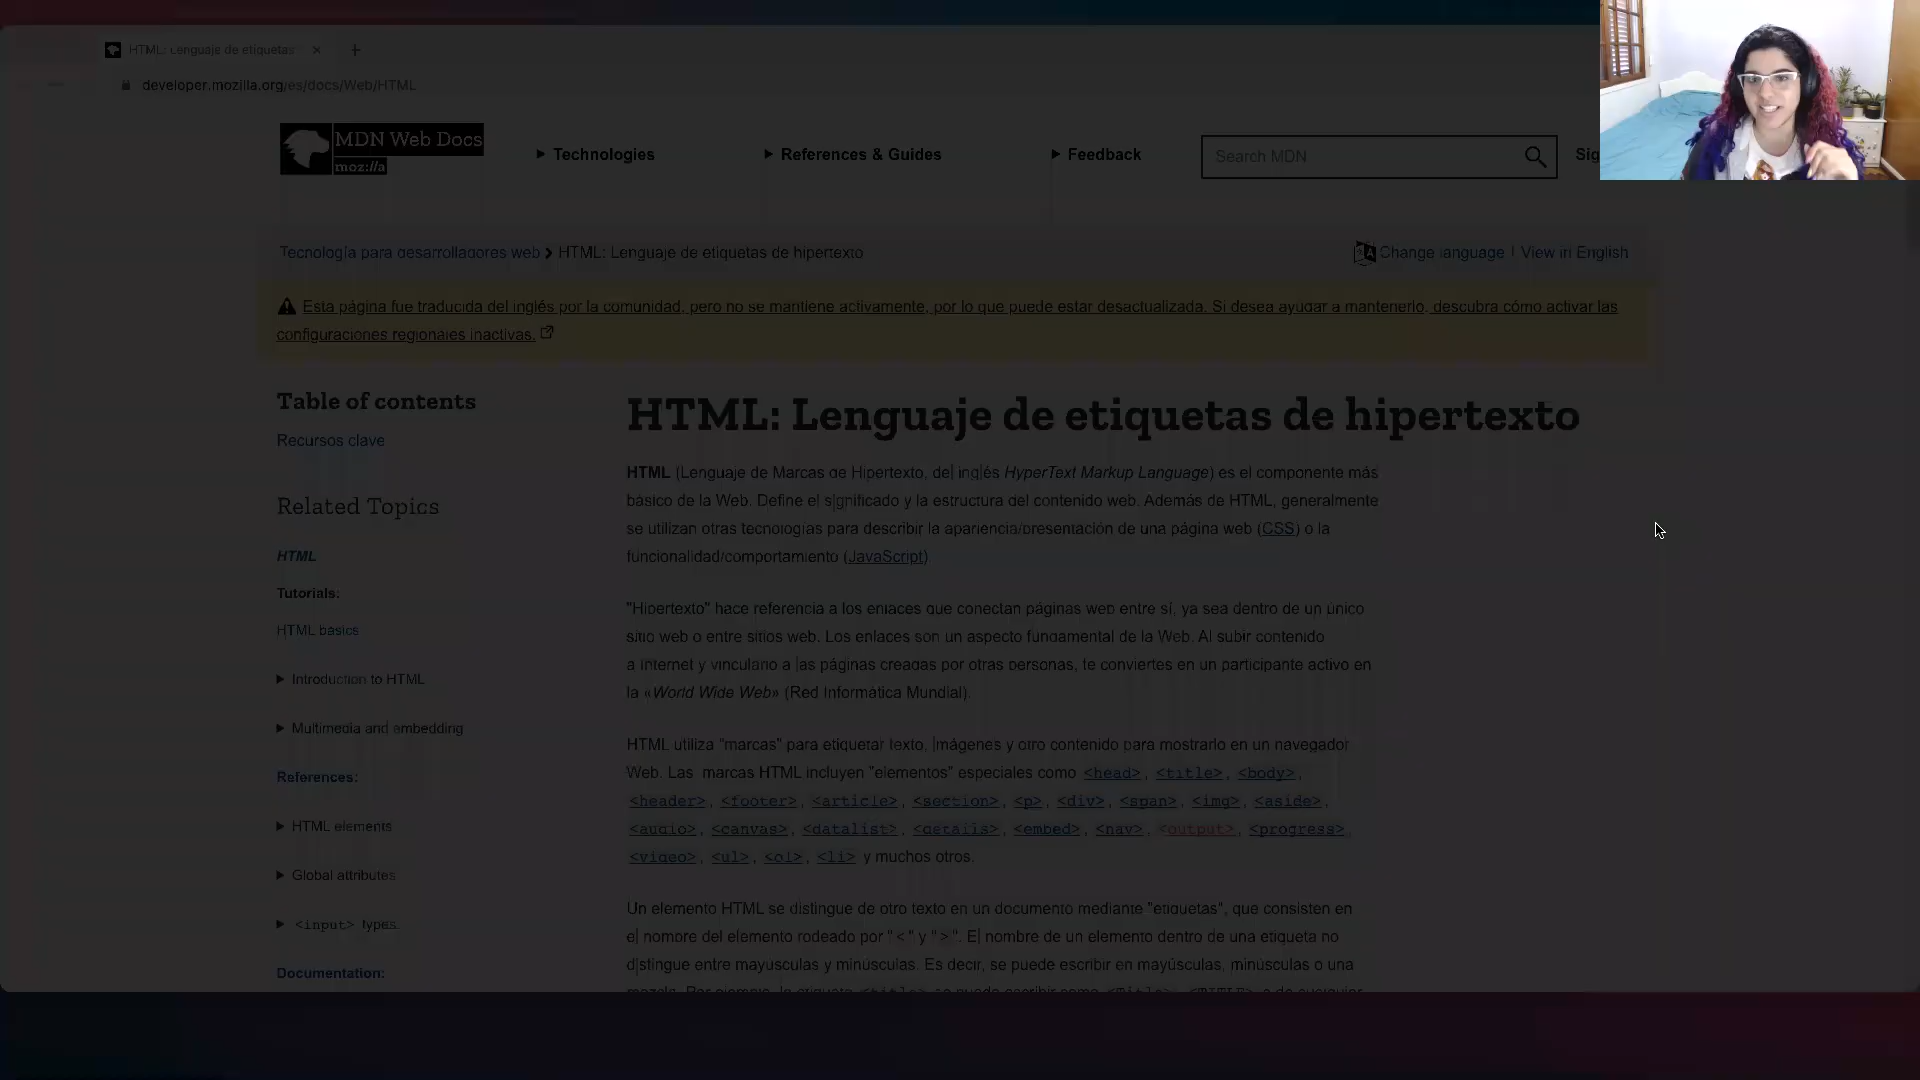 HTML: Lenguaje de etiquetas
developer.mozilla.org/es/docs/Web/HTML
MDN Web Docs
moz://a
Technologies
References & Guides
Feedback
Search MDN
Sig
Tecnología para desarrolladores web > HTML: Lenguaje de etiquetas de hipertexto
Change language | View in English
Esta página fue traducida del inglés por la comunidad, pero no se mantiene activamente, por lo que puede estar desactualizada. Si desea ayudar a mantenerlo, descubra cómo activar las
configuraciones regionales inactivas.
Table of contents
Recursos clave
Related Topics
HTML
Tutorials:
HTML basics
Introduction to HTML
Multimedia and embedding
References:
HTML elements
Global attributes
<input> types
Documentation:
HTML: Lenguaje de etiquetas de hipertexto
HTML (Lenguaje de Marcas de Hipertexto, del inglés HyperText Markup Language) es el componente más
básico de la Web. Define el significado y la estructura del contenido web. Además de HTML, generalmente
se utilizan otras tecnologías para describir la apariencia/presentación de una página web (CSS) o la
funcionalidad/comportamiento (JavaScript).
"Hipertexto" hace referencia a los enlaces que conectan páginas web entre sí, ya sea dentro de un único
sitio web o entre sitios web. Los enlaces son un aspecto fundamental de la Web. Al subir contenido
a Internet y vincularlo a las páginas creadas por otras personas, te conviertes en un participante activo en
la «World Wide Web» (Red Informática Mundial).
HTML utiliza "marcas" para etiquetar texto, imágenes y otro contenido para mostrarlo en un navegador
Web. Las marcas HTML incluyen "elementos" especiales como <head>, <title>, <body>,
<header>, <footer>, <article>, <section>, <p>, <div>, <span>, <img>, <aside>,
<audio>, <canvas>, <datalist>, <details>, <embed>, <nav>, <output>, <progress>,
<video>, <ul>, <ol>, <li> y muchos otros.
Un elemento HTML se distingue de otro texto en un documento mediante "etiquetas", que consisten en
el nombre del elemento rodeado por "<" y ">". El nombre de un elemento dentro de una etiqueta no
distingue entre mayúsculas y minúsculas. Es decir, se puede escribir en mayúsculas, minúsculas o una